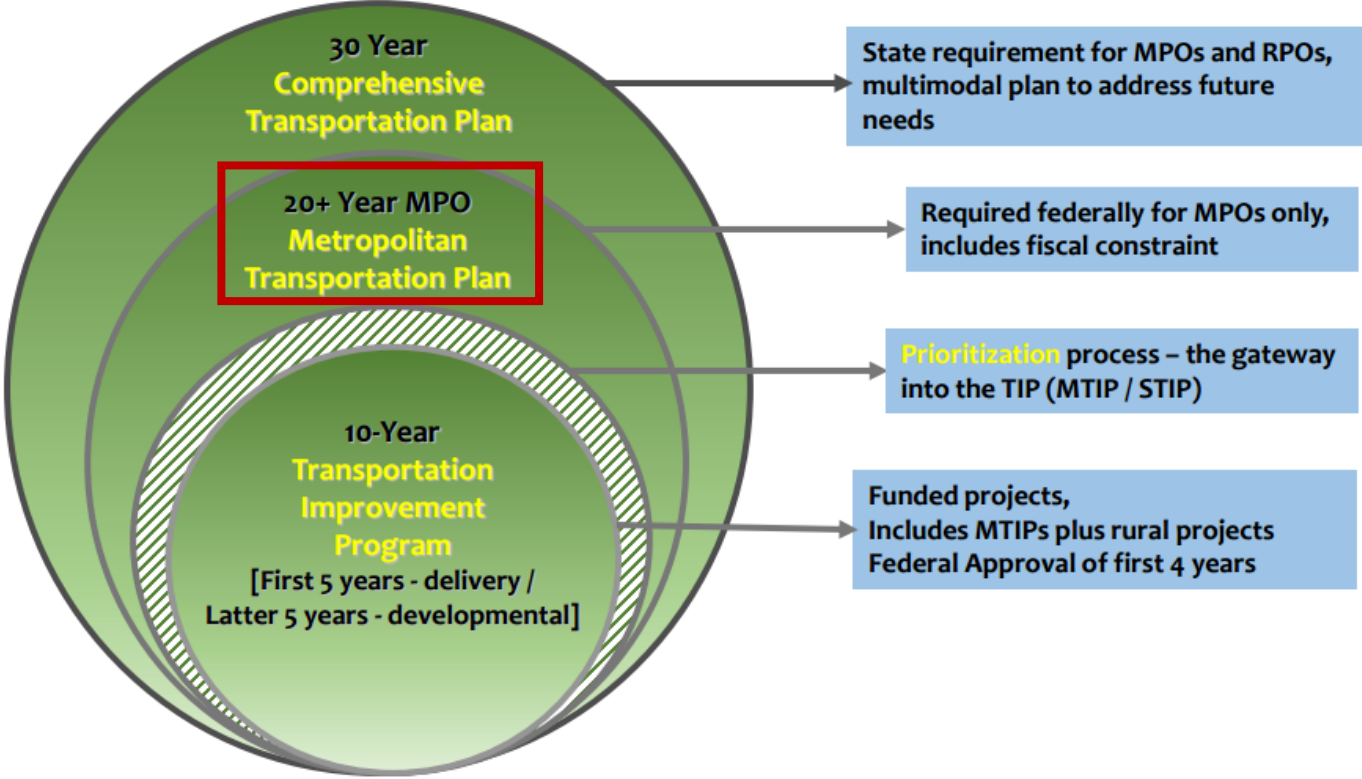 30 Year
Comprehensive
Transportation Plan
State requirement for MPOs and RPOs,
multimodal plan to address future
needs
20+ Year MPO
Metropolitan
Transportation Plan
Required federally for MPOs only,
includes fiscal constraint
Prioritization process – the gateway
into the TIP (MTIP / STIP)
10-Year
Transportation
Improvement
Program
[First 5 years - delivery /
Latter 5 years - developmental]
Funded projects,
Includes MTIPs plus rural projects
Federal Approval of first 4 years